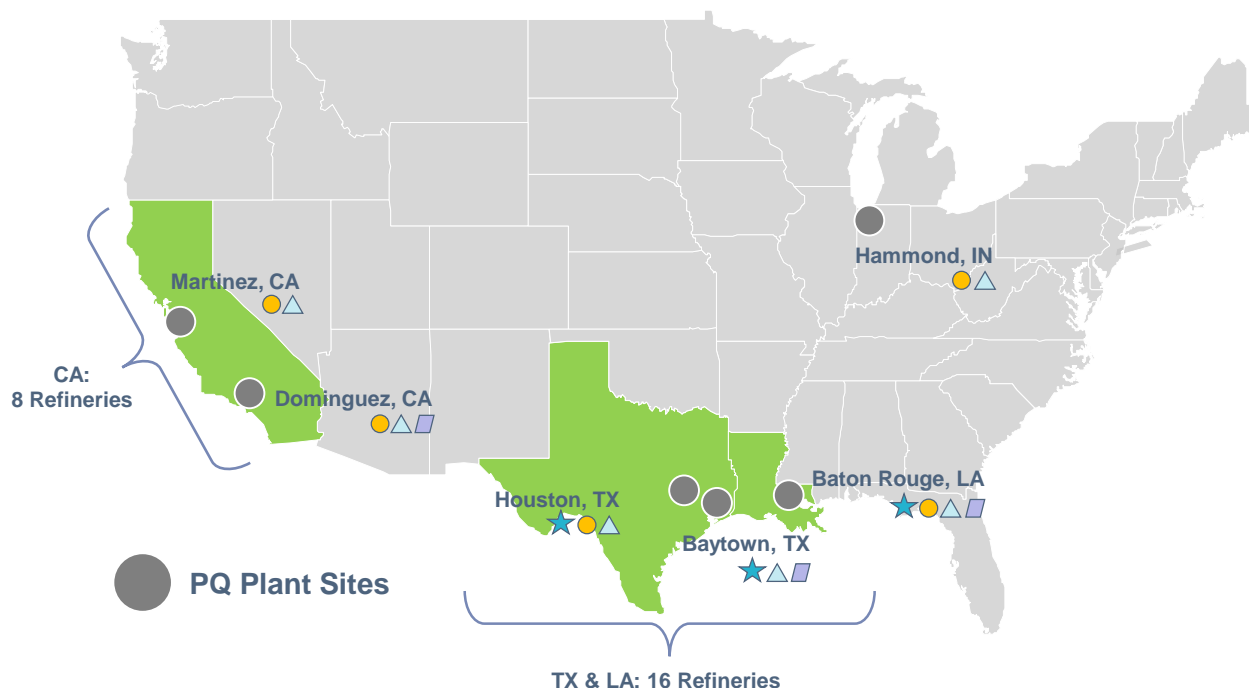 Hammond, IN
Martinez, CA
CA:
8 Refineries
Dominguez, CA
Houston, TX
Baton Rouge, LA
Baytown, TX
PQ Plant Sites
TX & LA: 16 Refineries